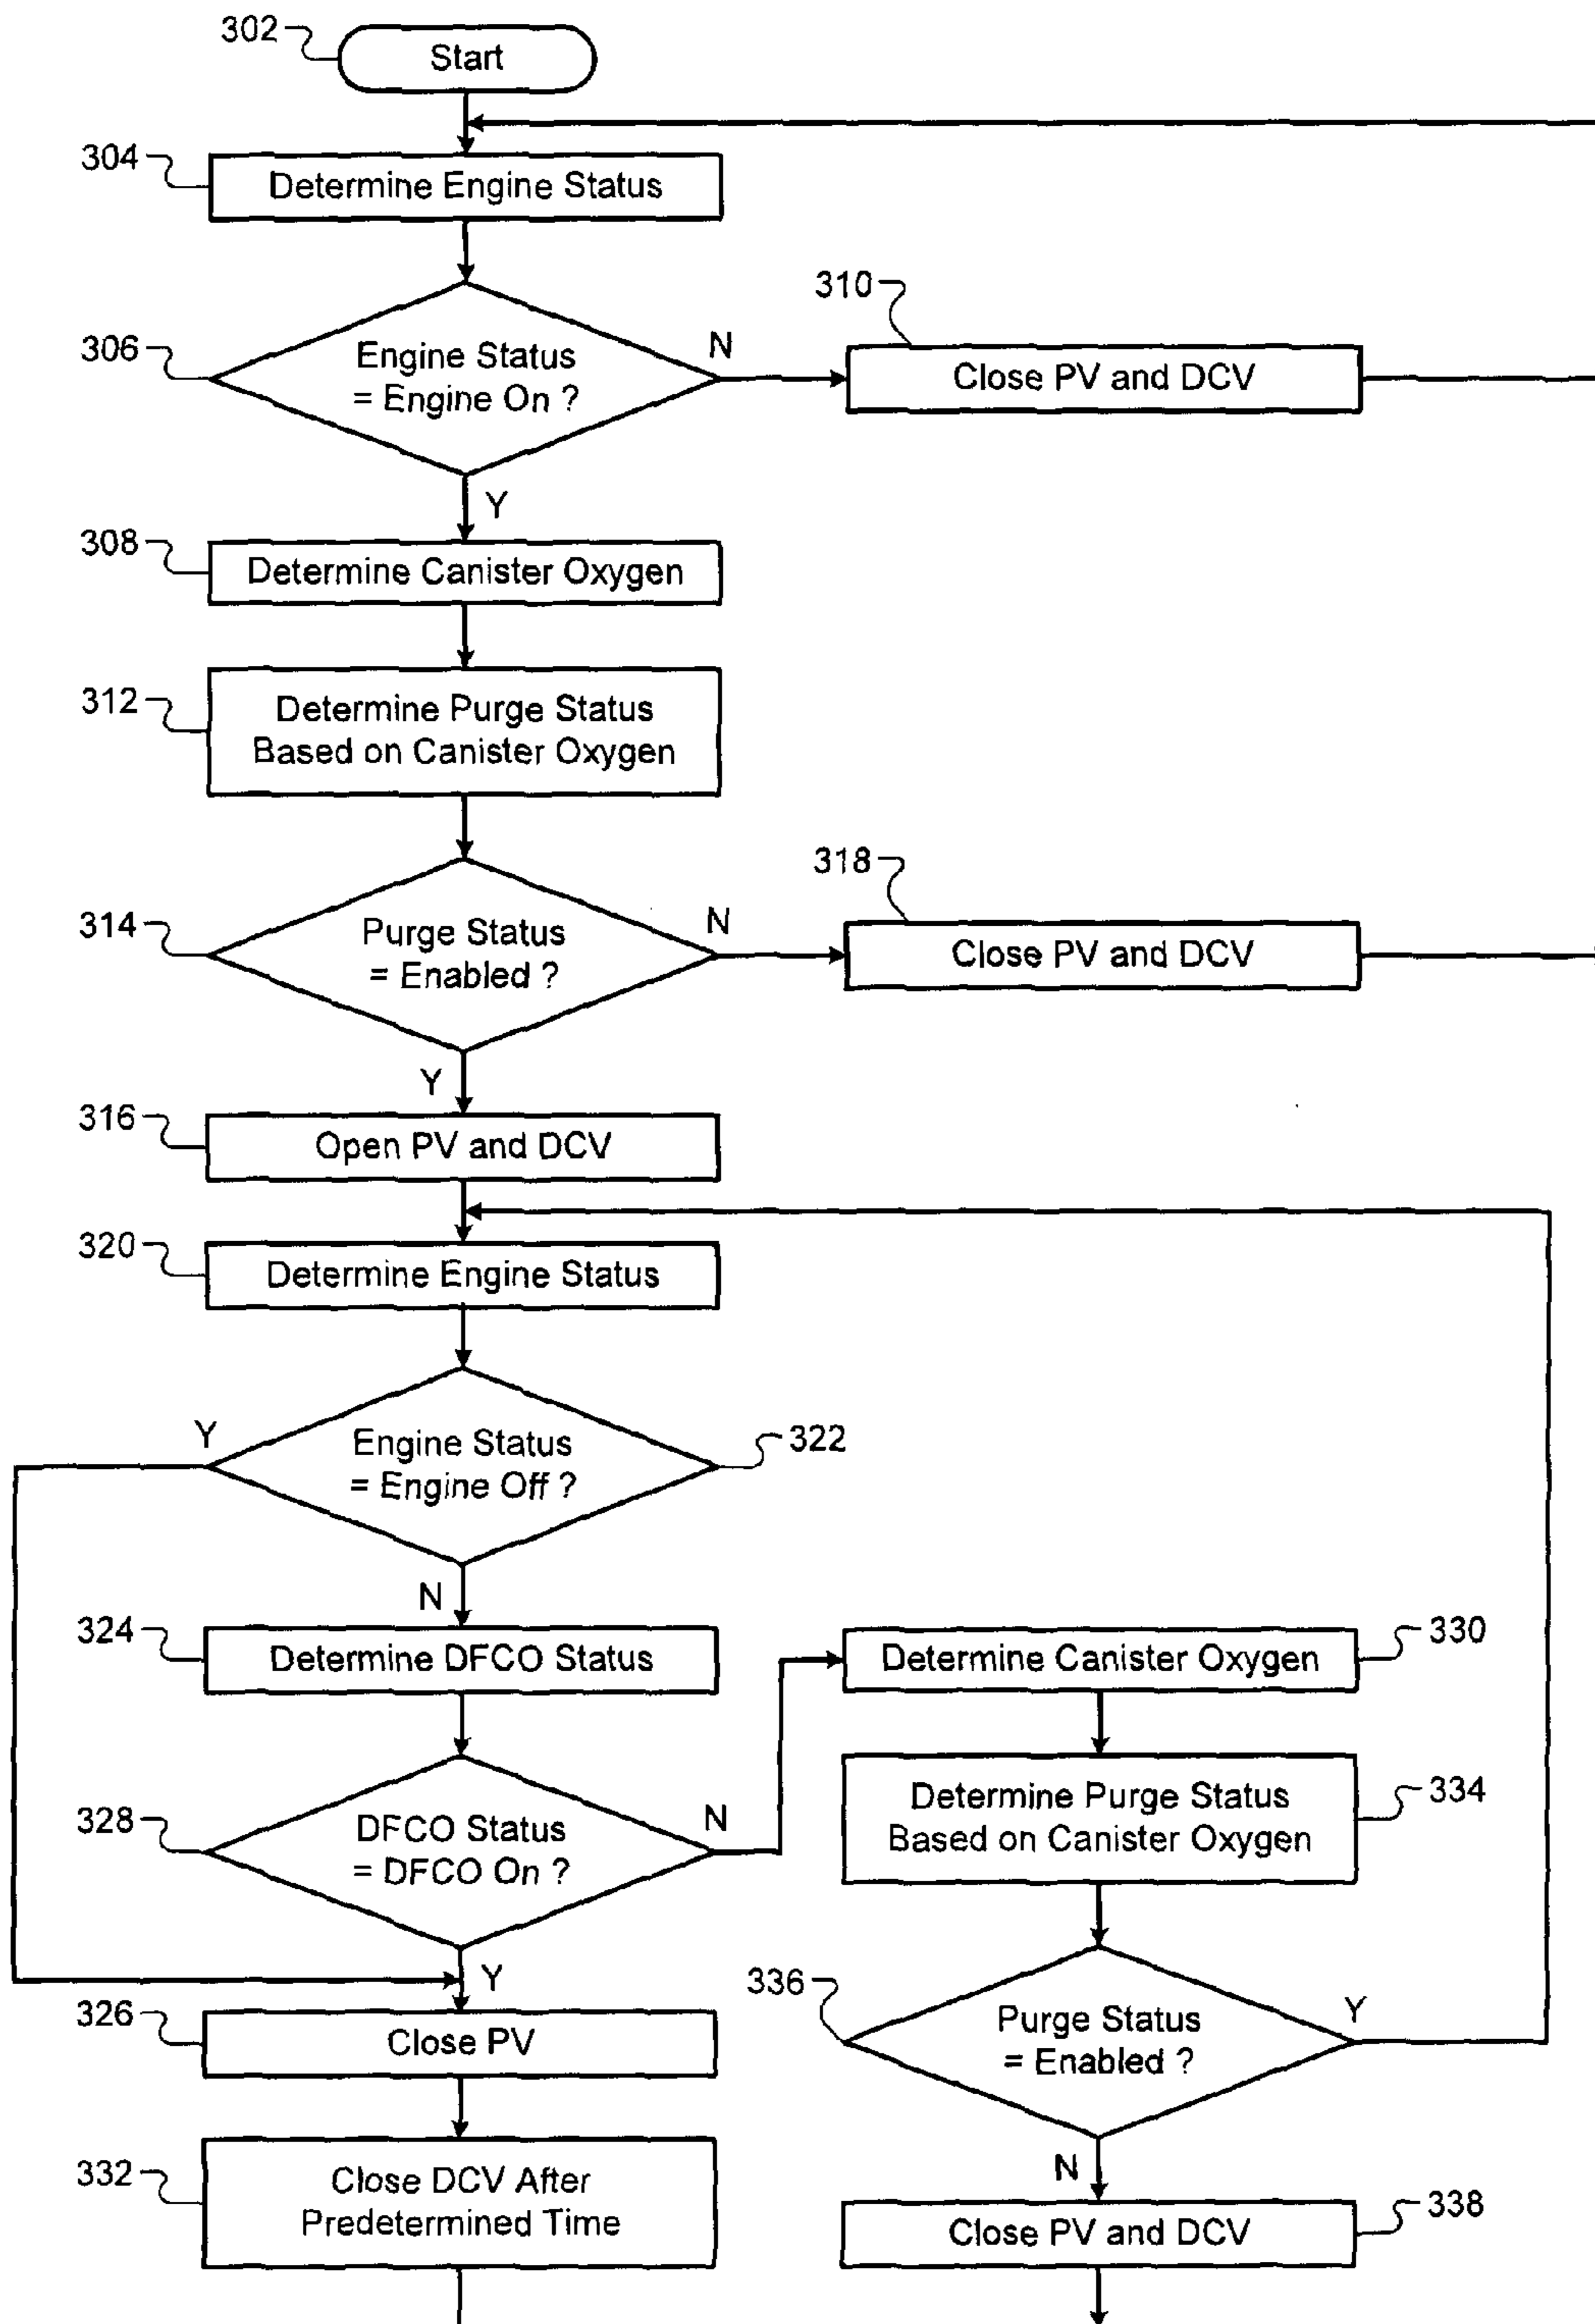 302
Start
304
Determine Engine Status
306
Engine Status
= Engine On ?
N
310
Close PV and DCV
Y
308
Determine Canister Oxygen
312
Determine Purge Status
Based on Canister Oxygen
314
Purge Status
= Enabled ?
N
318
Close PV and DCV
Y
316
Open PV and DCV
320
Determine Engine Status
Y
Engine Status
= Engine Off ?
322
N
324
Determine DFCO Status
Determine Canister Oxygen
330
328
DFCO Status
= DFCO On ?
N
Determine Purge Status
Based on Canister Oxygen
334
Y
326
Close PV
336
Purge Status
= Enabled ?
Y
332
Close DCV After
Predetermined Time
N
Close PV and DCV
338